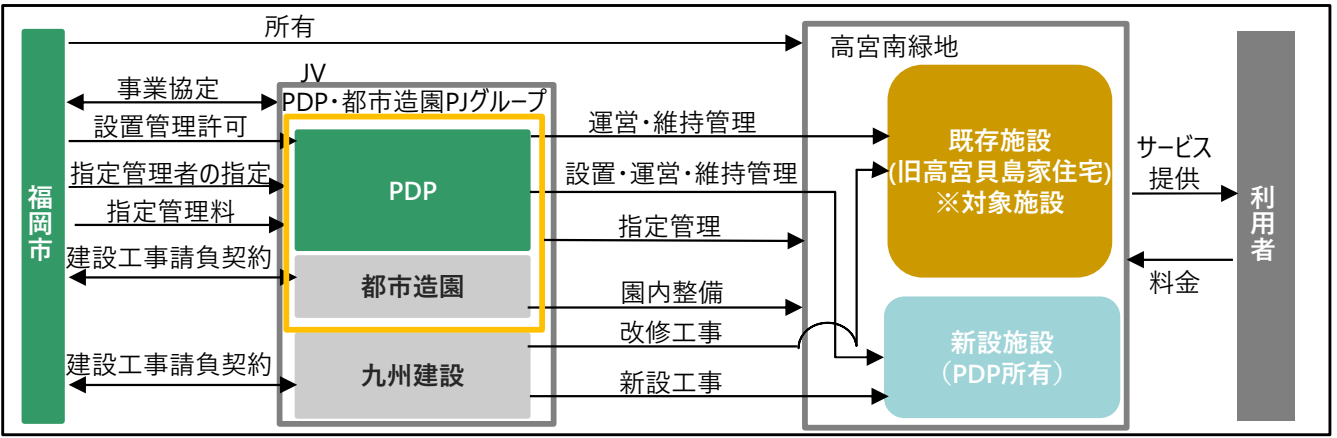 所有
福岡市
事業協定
設置管理許可
指定管理者の指定
指定管理料
建設工事請負契約
建設工事請負契約
JV
PDP・都市造園PJグループ
PDP
都市造園
九州建設
運営・維持管理
設置・運営・維持管理
指定管理
園内整備
改修工事
新設工事
高宮南緑地
既存施設
(旧高宮貝島家住宅)
※対象施設
新設施設
（PDP所有）
サービス
提供
料金
利用者